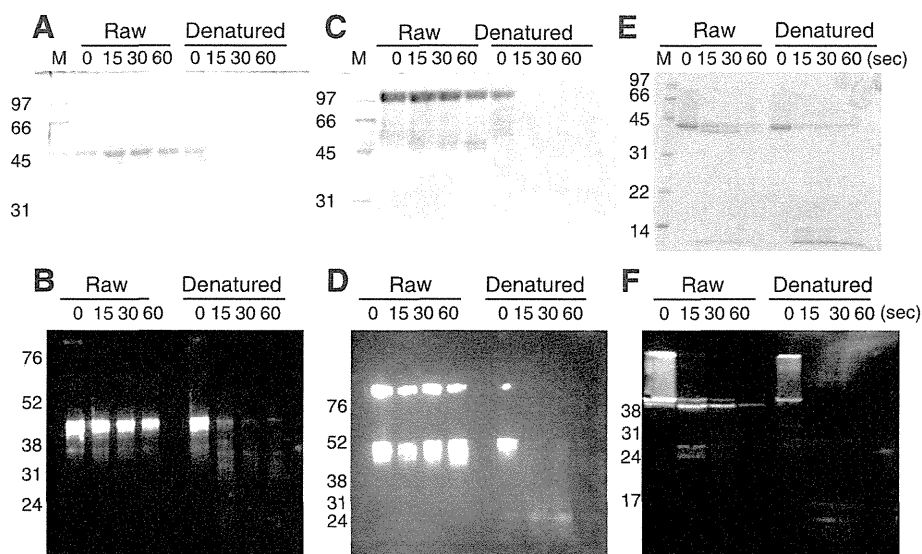 A
Raw Denatured
M 0 15 30 60 0 15 30 60
97
66
45
31
C
Raw Denatured
M 0 15 30 60 0 15 30 60
97
66
45
31
E
Raw Denatured
M 0 15 30 60 0 15 30 60 (sec)
97
66
45
31
22
14
B
Raw Denatured
0 15 30 60 0 15 30 60
76
52
38
31
24
D
Raw Denatured
0 15 30 60 0 15 30 60
76
52
38
31
24
F
Raw Denatured
0 15 30 60 0 15 30 60 (sec)
38
31
24
17